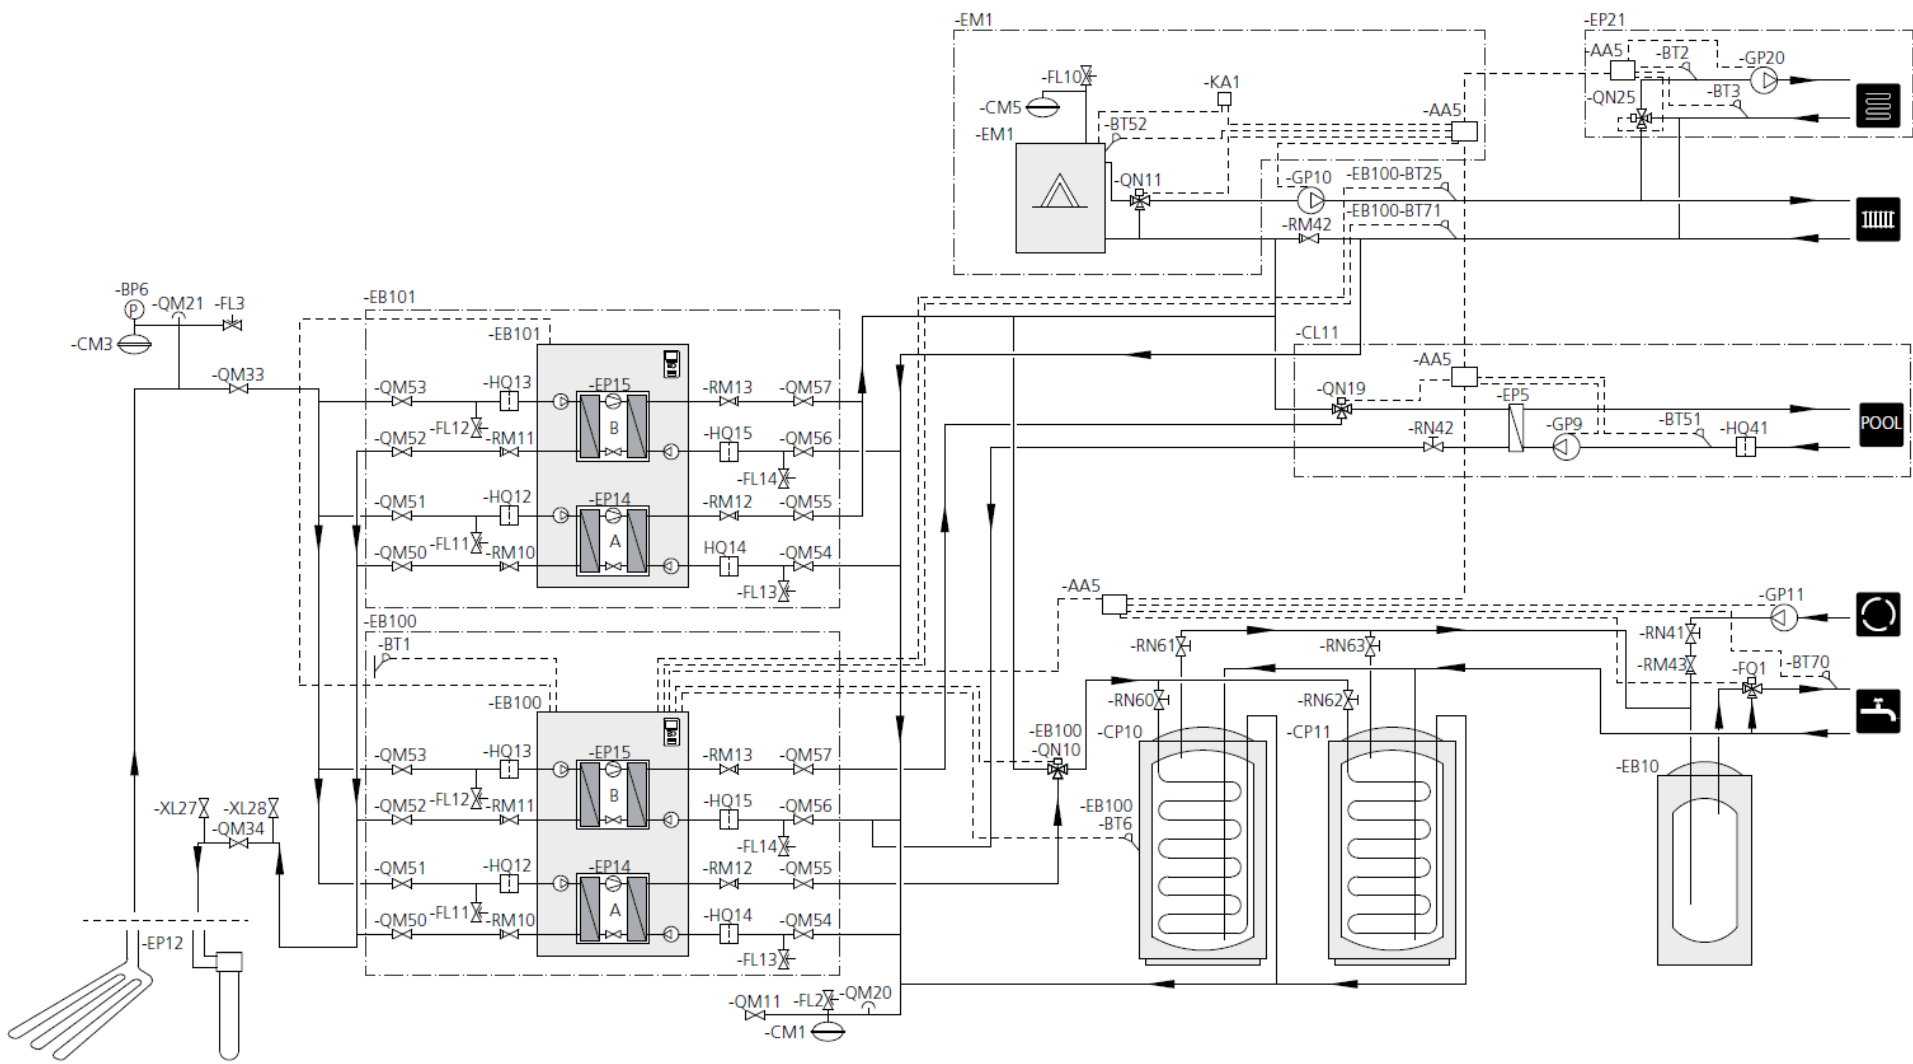 -EM1
-EP21
-AA5
-BT2
-GP20
-FL10
-KA1
-CM5
-BT3
-QN25
-AA5
-EM1
-BT52
-QN11
-GP10
-EB100-BT25
-EB100-BT71
-RM42
-BP6
-QM21
-FL3
-CM3
-EB101
-EB101
-CL11
-AA5
-QM33
-QM53
-HQ13
-EP15
-RM13
-QM57
-QN19
-EP5
-FL12
B
-QM52
-RM11
-HQ15
-QM56
-RN42
-GP9
-BT51
-HQ41
POOL
-FL14
-QM51
-HQ12
-EP14
-RM12
-QM55
-FL11
A
-QM50
-RM10
HQ14
-QM54
-FL13
-AA5
-GP11
-EB100
-BT1
-RN61
-RN63
-RN41
-RM43
-FQ1
-BT70
-EB100
-RN60
-RN62
-EB100
-QN10
-CP10
-CP11
-QM53
-HQ13
-EP15
-RM13
-QM57
-EB10
-FL12
B
-QM52
-RM11
-HQ15
-QM56
-EB100
-BT6
-XL27
-XL28
-QM34
-FL14
-QM51
-HQ12
-EP14
-RM12
-QM55
-FL11
A
-QM50
-RM10
-HQ14
-QM54
-EP12
-FL13
-QM11
-FL2
-QM20
-CM1
P